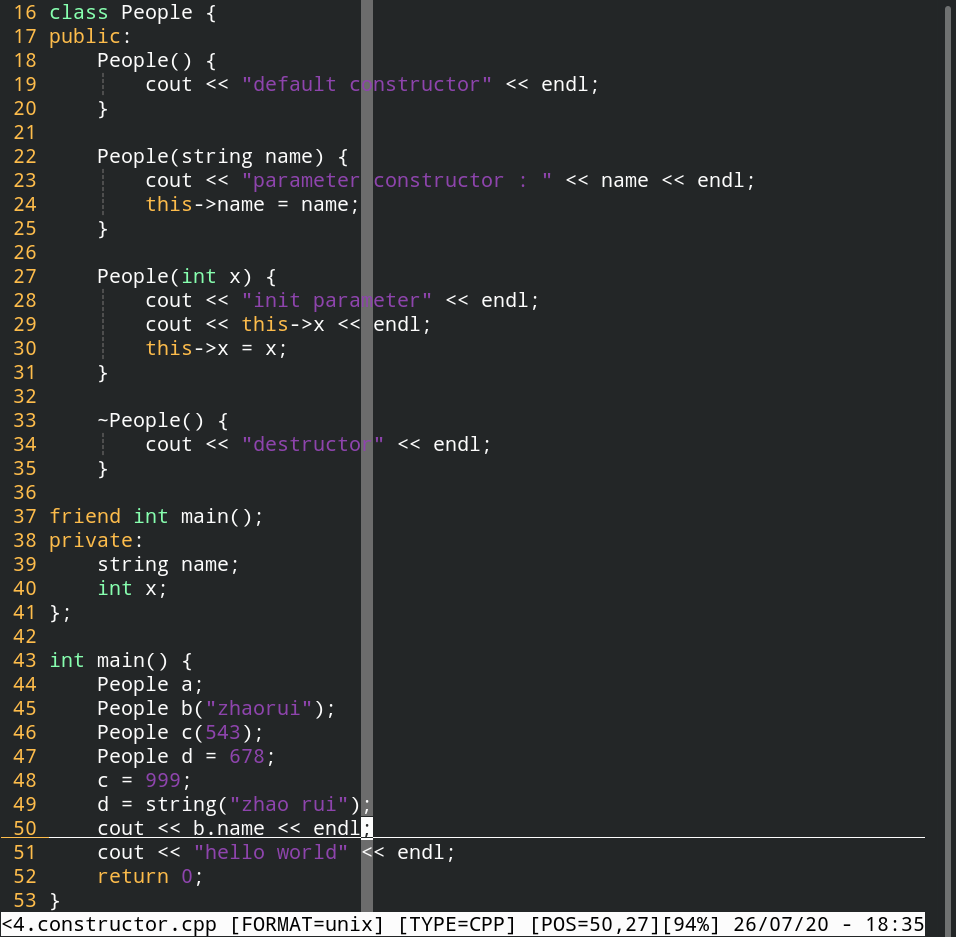 16 class People {
17 public:
18     People() {
19         cout << "default constructor" << endl;
20     }
21
22     People(string name) {
23         cout << "parameter constructor : " << name << endl;
24         this->name = name;
25     }
26
27     People(int x) {
28         cout << "init parameter" << endl;
29         cout << this->x << endl;
30         this->x = x;
31     }
32
33     ~People() {
34         cout << "destructor" << endl;
35     }
36
37 friend int main();
38 private:
39     string name;
40     int x;
41 };
42
43 int main() {
44     People a;
45     People b("zhaorui");
46     People c(543);
47     People d = 678;
48     c = 999;
49     d = string("zhao rui");
50     cout << b.name << endl;
51     cout << "hello world" << endl;
52     return 0;
53 }
<4.constructor.cpp [FORMAT=unix] [TYPE=CPP] [POS=50,27][94%] 26/07/20 - 18:35